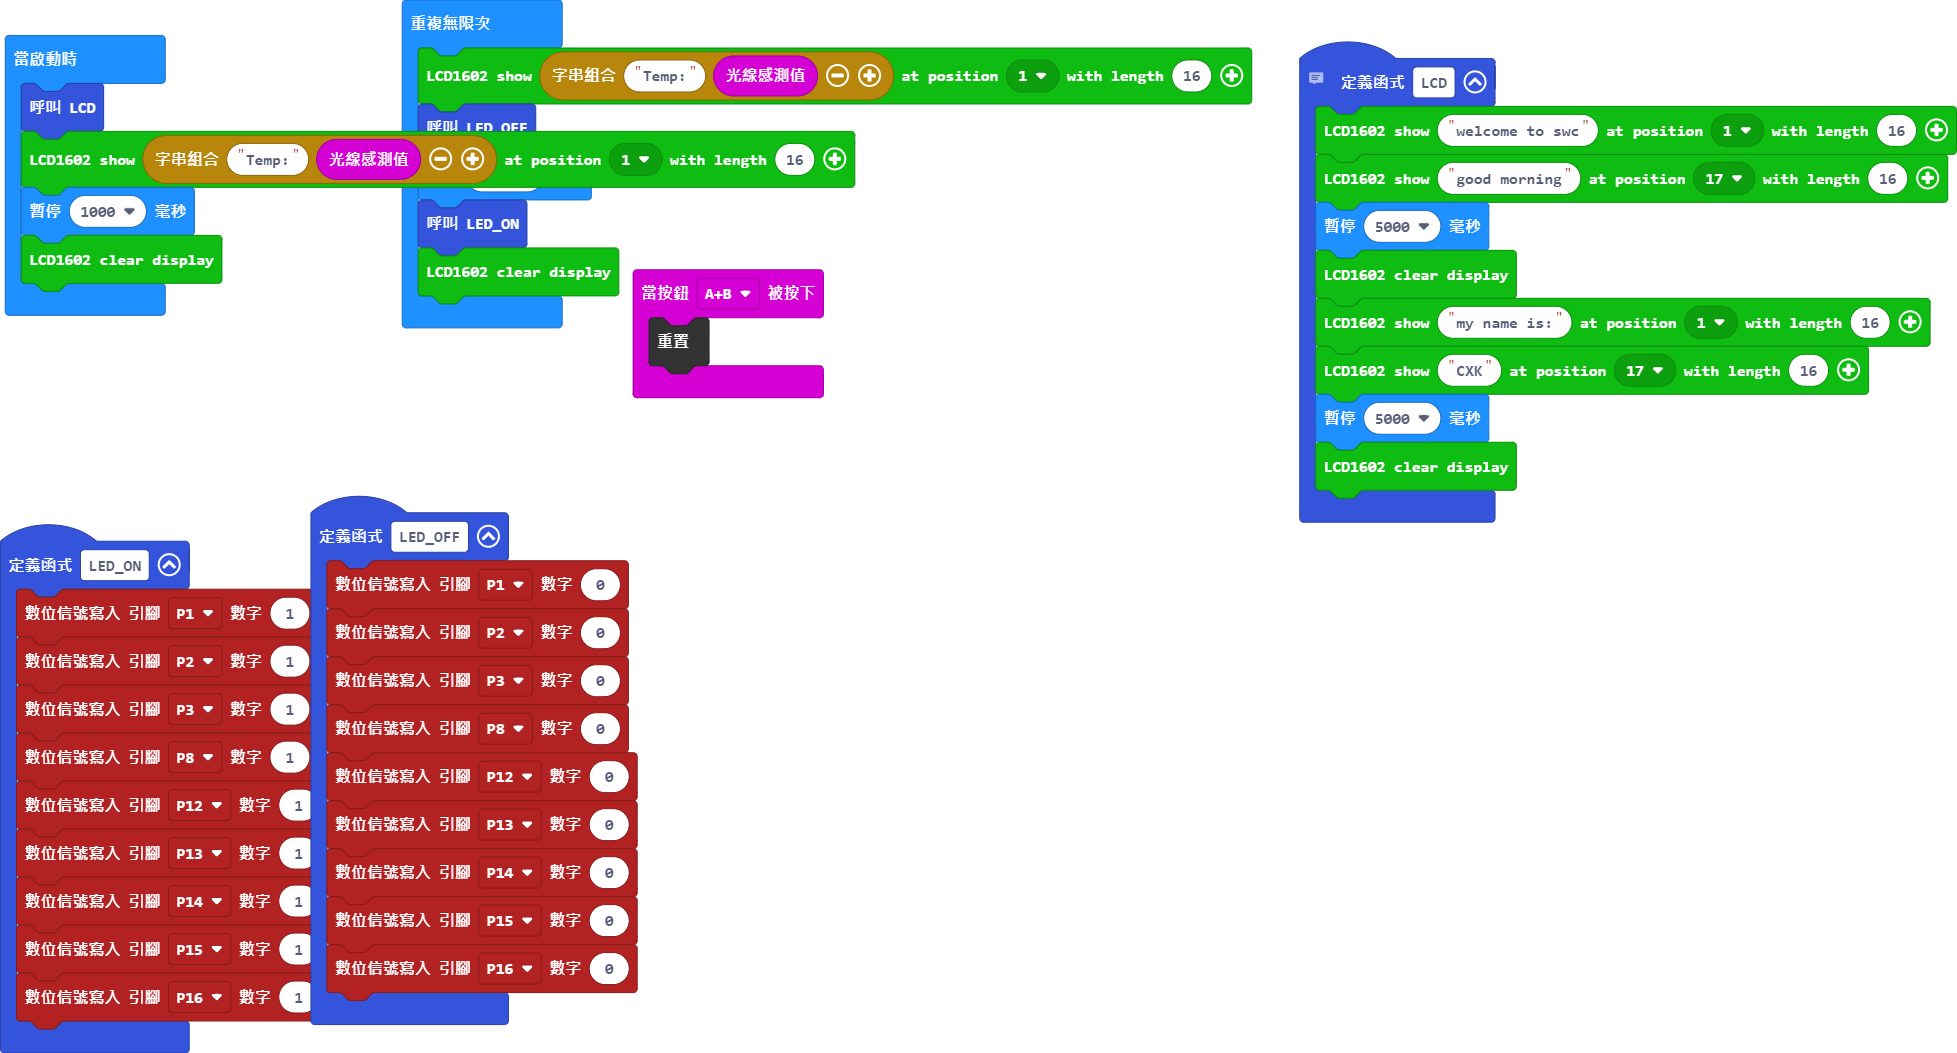 當啟動時
呼叫 LCD
LCD1602 show 字串組合 "Temp:" 光線感測值 at position 1 with length 16
暫停 1000 毫秒
LCD1602 clear display
重複無限次
LCD1602 show 字串組合 "Temp:" 光線感測值 at position 1 with length 16
呼叫 LED_OFF
呼叫 LED_ON
LCD1602 clear display
當按鈕 A+B 被按下
重置
定義函式 LCD
LCD1602 show "welcome to swc" at position 1 with length 16
LCD1602 show "good morning" at position 17 with length 16
暫停 5000 毫秒
LCD1602 clear display
LCD1602 show "my name is:" at position 1 with length 16
LCD1602 show "CXK" at position 17 with length 16
暫停 5000 毫秒
LCD1602 clear display
定義函式 LED_ON
數位信號寫入 引腳 P1 數字 1
數位信號寫入 引腳 P2 數字 1
數位信號寫入 引腳 P3 數字 1
數位信號寫入 引腳 P8 數字 1
數位信號寫入 引腳 P12 數字 1
數位信號寫入 引腳 P13 數字 1
數位信號寫入 引腳 P14 數字 1
數位信號寫入 引腳 P15 數字 1
數位信號寫入 引腳 P16 數字 1
定義函式 LED_OFF
數位信號寫入 引腳 P1 數字 0
數位信號寫入 引腳 P2 數字 0
數位信號寫入 引腳 P3 數字 0
數位信號寫入 引腳 P8 數字 0
數位信號寫入 引腳 P12 數字 0
數位信號寫入 引腳 P13 數字 0
數位信號寫入 引腳 P14 數字 0
數位信號寫入 引腳 P15 數字 0
數位信號寫入 引腳 P16 數字 0